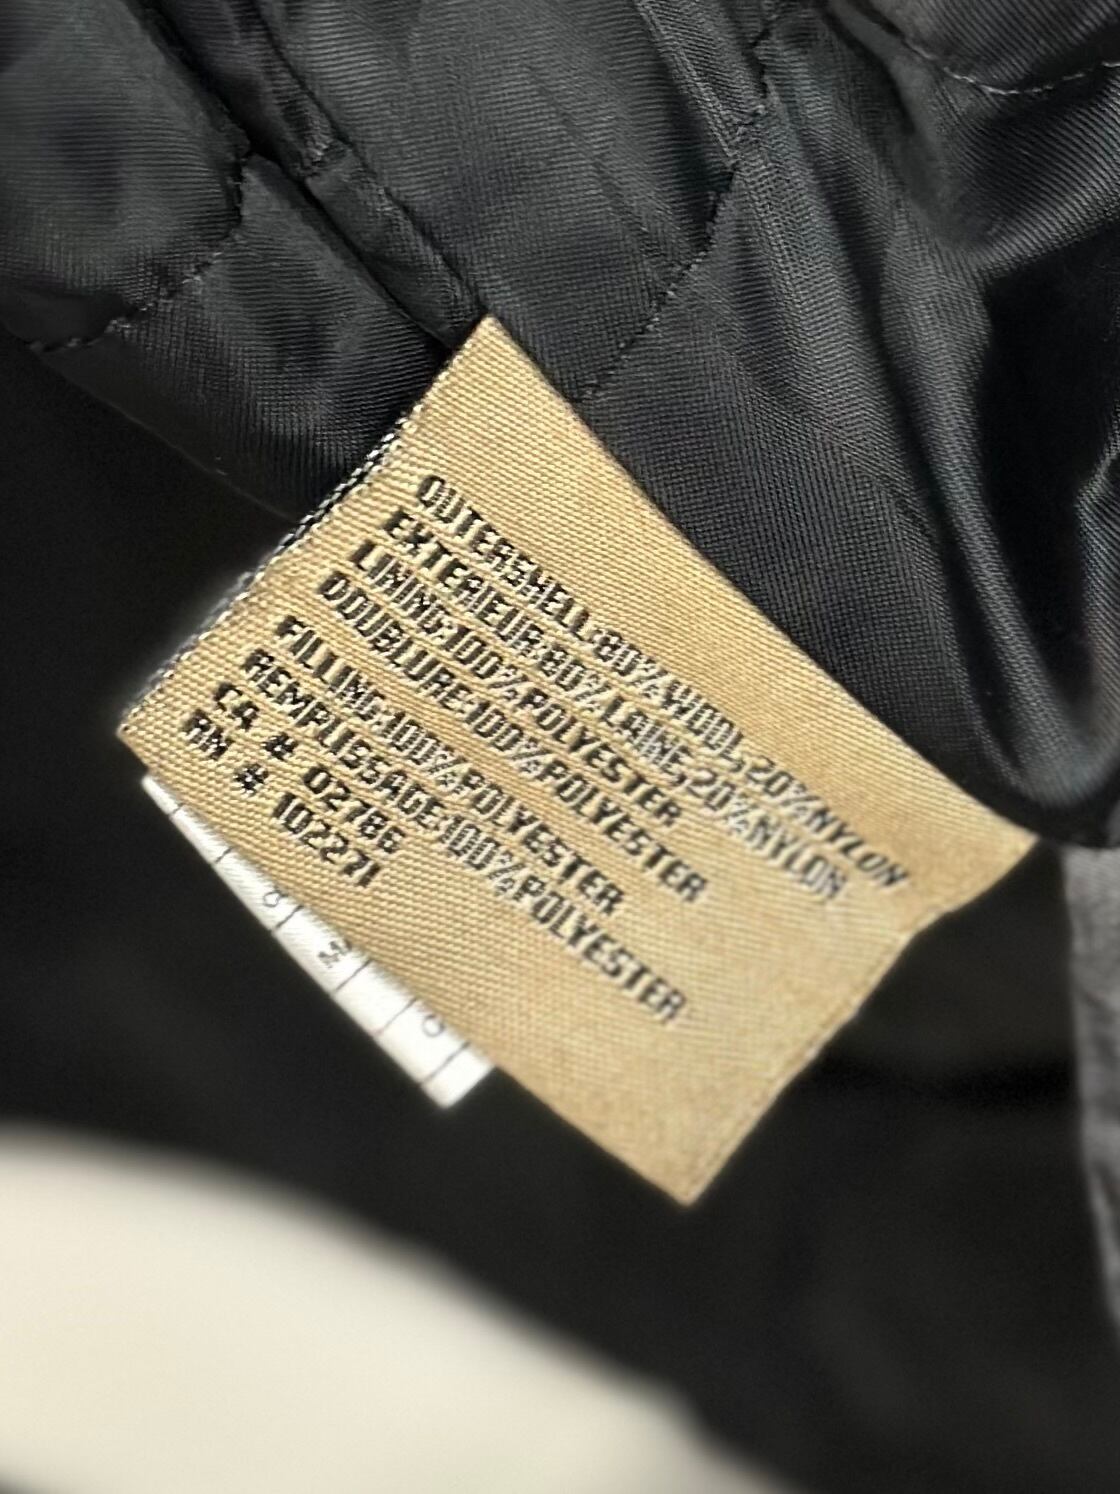 OUTERSHELL:80%WOOL,20%NYLON
EXTERIEUR:80%LAINE,20%NYLON
LINING:100%POLYESTER
DOUBLURE:100%POLYESTER
FILLING:100%POLYESTER
REMPLISSAGE:100%POLYESTER
CA # 02786
RN # 102271